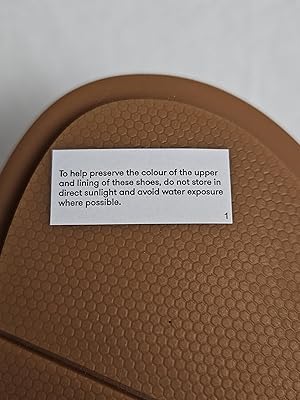 To help preserve the colour of the upper
and lining of these shoes, do not store in
direct sunlight and avoid water exposure
where possible.
1